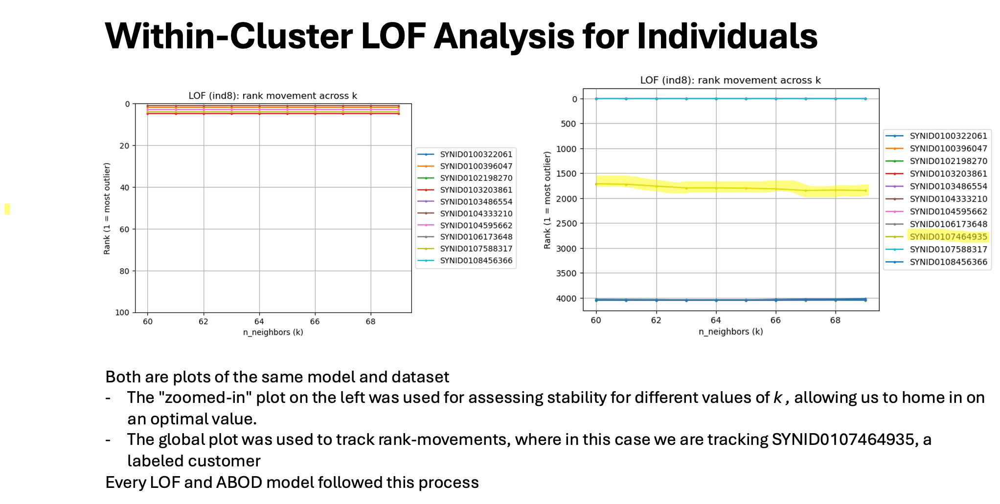 Within-Cluster LOF Analysis for Individuals
LOF (ind8): rank movement across k
Rank (1 = most outlier)
0
20
40
60
80
100
60
62
64
66
68
n_neighbors (k)
SYNID0100322061
SYNID0100396047
SYNID0102198270
SYNID0103203861
SYNID0103486554
SYNID0104333210
SYNID0104595662
SYNID0106173648
SYNID0107588317
SYNID0108456366
LOF (ind8): rank movement across k
Rank (1 = most outlier)
0
500
1000
1500
2000
2500
3000
3500
4000
60
62
64
66
68
n_neighbors (k)
SYNID0100322061
SYNID0100396047
SYNID0102198270
SYNID0103203861
SYNID0103486554
SYNID0104333210
SYNID0104595662
SYNID0106173648
SYNID0107464935
SYNID0107588317
SYNID0108456366
Both are plots of the same model and dataset
- The "zoomed-in" plot on the left was used for assessing stability for different values of k , allowing us to home in on
an optimal value.
- The global plot was used to track rank-movements, where in this case we are tracking SYNID0107464935, a
labeled customer
Every LOF and ABOD model followed this process